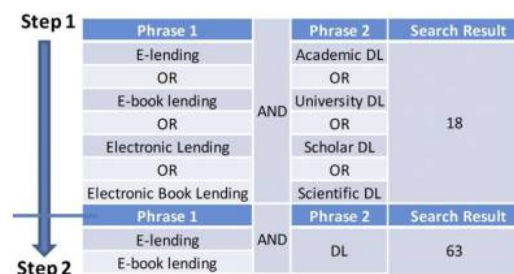 Step 1
Phrase 1 Phrase 2 Search Result
E-lending Academic DL
OR OR
E-book lending University DL
OR AND OR 18
Electronic Lending Scholar DL
OR OR
Electronic Book Lending Scientific DL
Phrase 1 Phrase 2 Search Result
E-lending AND DL 63
E-book lending
Step 2